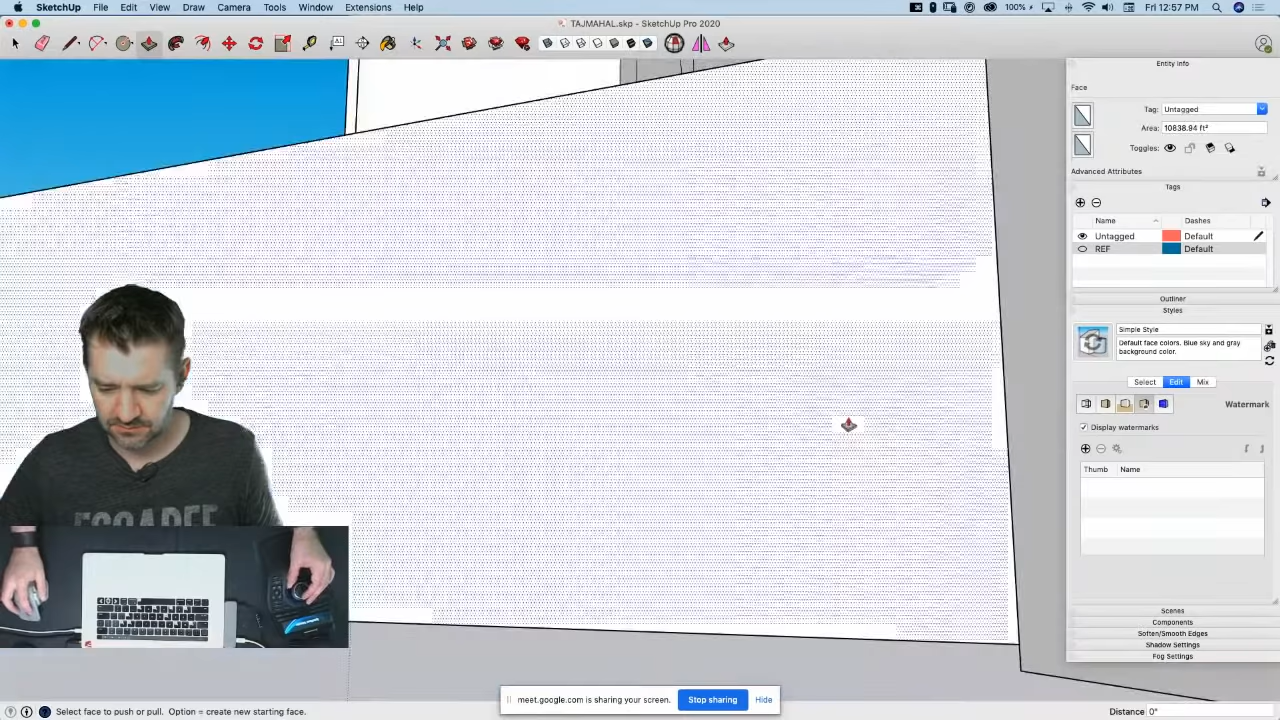 SketchUp File Edit View Draw Camera Tools Window Extensions Help 100% Fri 12:57 PM
TAJMAHAL.skp - SketchUp Pro 2020
A1
Entity Info
Face
Tag: Untagged
Area: 10838.94 ft²
Toggles:
Advanced Attributes
Tags
Name Dashes
Untagged Default
REF Default
Outliner
Styles
Simple Style
Default face colors. Blue sky and gray
background color.
Select Edit Mix
Watermark
Display watermarks
Thumb Name
ESCAPEE
Scenes
Components
Soften/Smooth Edges
Shadow Settings
Fog Settings
meet.google.com is sharing your screen. Stop sharing Hide
Select face to push or pull. Option = create new starting face. Distance 0"